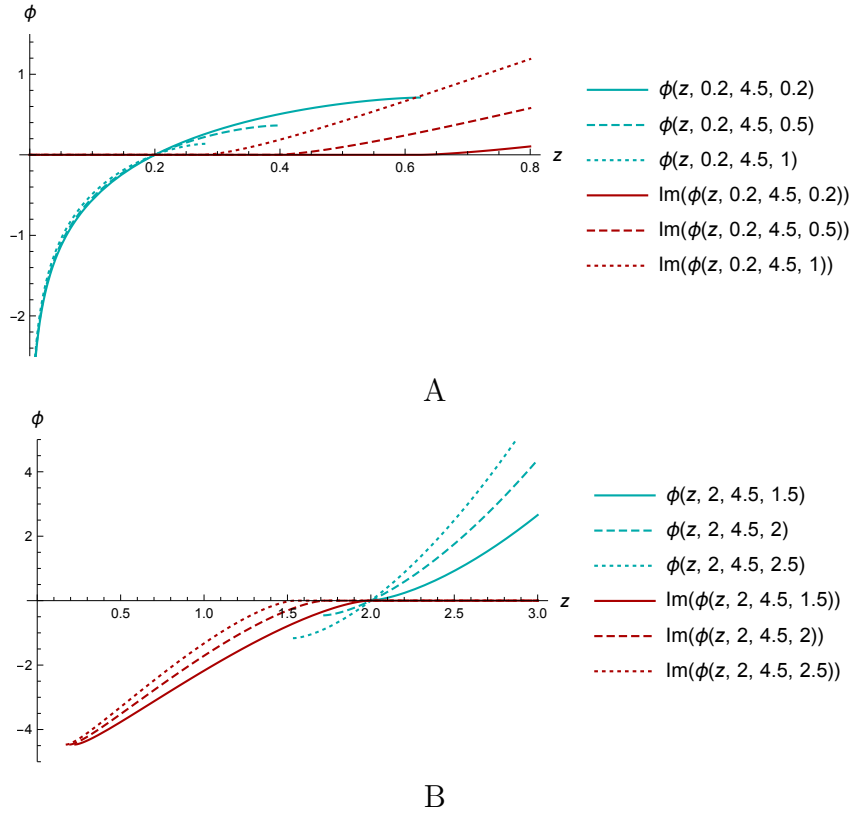 ϕ
1
-1
-2
0.2
0.4
0.6
0.8
z
ϕ(z, 0.2, 4.5, 0.2)
ϕ(z, 0.2, 4.5, 0.5)
ϕ(z, 0.2, 4.5, 1)
Im(ϕ(z, 0.2, 4.5, 0.2))
Im(ϕ(z, 0.2, 4.5, 0.5))
Im(ϕ(z, 0.2, 4.5, 1))
A
ϕ
4
2
-2
-4
0.5
1.0
1.5
2.0
2.5
3.0
z
ϕ(z, 2, 4.5, 1.5)
ϕ(z, 2, 4.5, 2)
ϕ(z, 2, 4.5, 2.5)
Im(ϕ(z, 2, 4.5, 1.5))
Im(ϕ(z, 2, 4.5, 2))
Im(ϕ(z, 2, 4.5, 2.5))
B